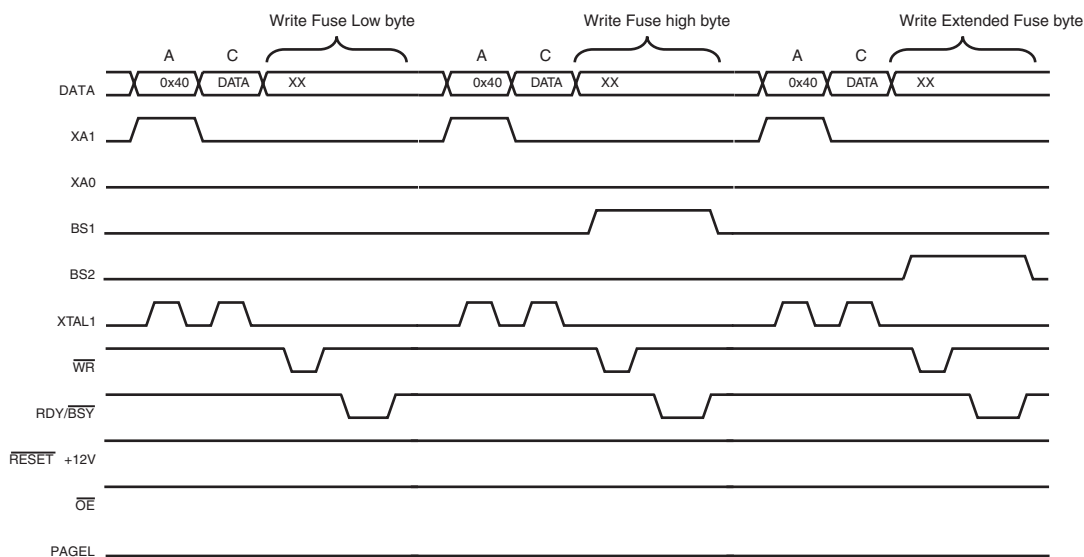 Write Fuse Low byte Write Fuse high byte Write Extended Fuse byte
A C A C A C
DATA 0x40 DATA XX 0x40 DATA XX 0x40 DATA XX
XA1
XA0
BS1
BS2
XTAL1
WR
RDY/BSY
RESET +12V
OE
PAGEL